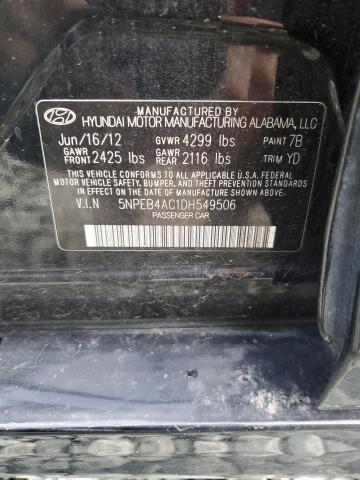 MANUFACTURED BY
HYUNDAI MOTOR MANUFACTURING ALABAMA, LLC
Jun/16/12 GVWR 4299 lbs PAINT 7B
GAWR FRONT 2425 lbs GAWR REAR 2116 lbs TRIM YD
THIS VEHICLE CONFORMS TO ALL APPLICABLE U.S. FEDERAL MOTOR VEHICLE
SAFETY, BUMPER, AND THEFT PREVENTION STANDARDS IN EFFECT
ON THE DATE OF MANUFACTURE SHOWN ABOVE.
V.I.N 5NPEB4AC1DH549506
PASSENGER CAR